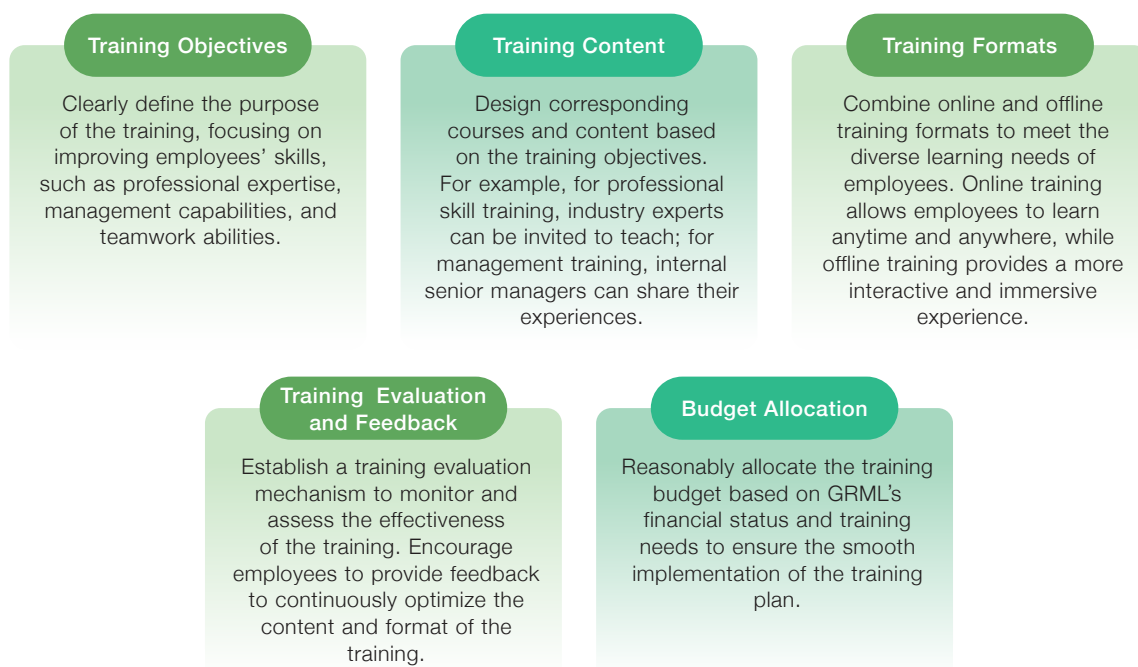 Training Objectives
Clearly define the purpose
of the training, focusing on
improving employees' skills,
such as professional expertise,
management capabilities, and
teamwork abilities.
Training Content
Design corresponding
courses and content based
on the training objectives.
For example, for professional
skill training, industry experts
can be invited to teach; for
management training, internal
senior managers can share their
experiences.
Training Formats
Combine online and offline
training formats to meet the
diverse learning needs of
employees. Online training
allows employees to learn
anytime and anywhere, while
offline training provides a more
interactive and immersive
experience.
Training Evaluation
and Feedback
Establish a training evaluation
mechanism to monitor and
assess the effectiveness
of the training. Encourage
employees to provide feedback
to continuously optimize the
content and format of the
training.
Budget Allocation
Reasonably allocate the training
budget based on GRML's
financial status and training
needs to ensure the smooth
implementation of the training
plan.